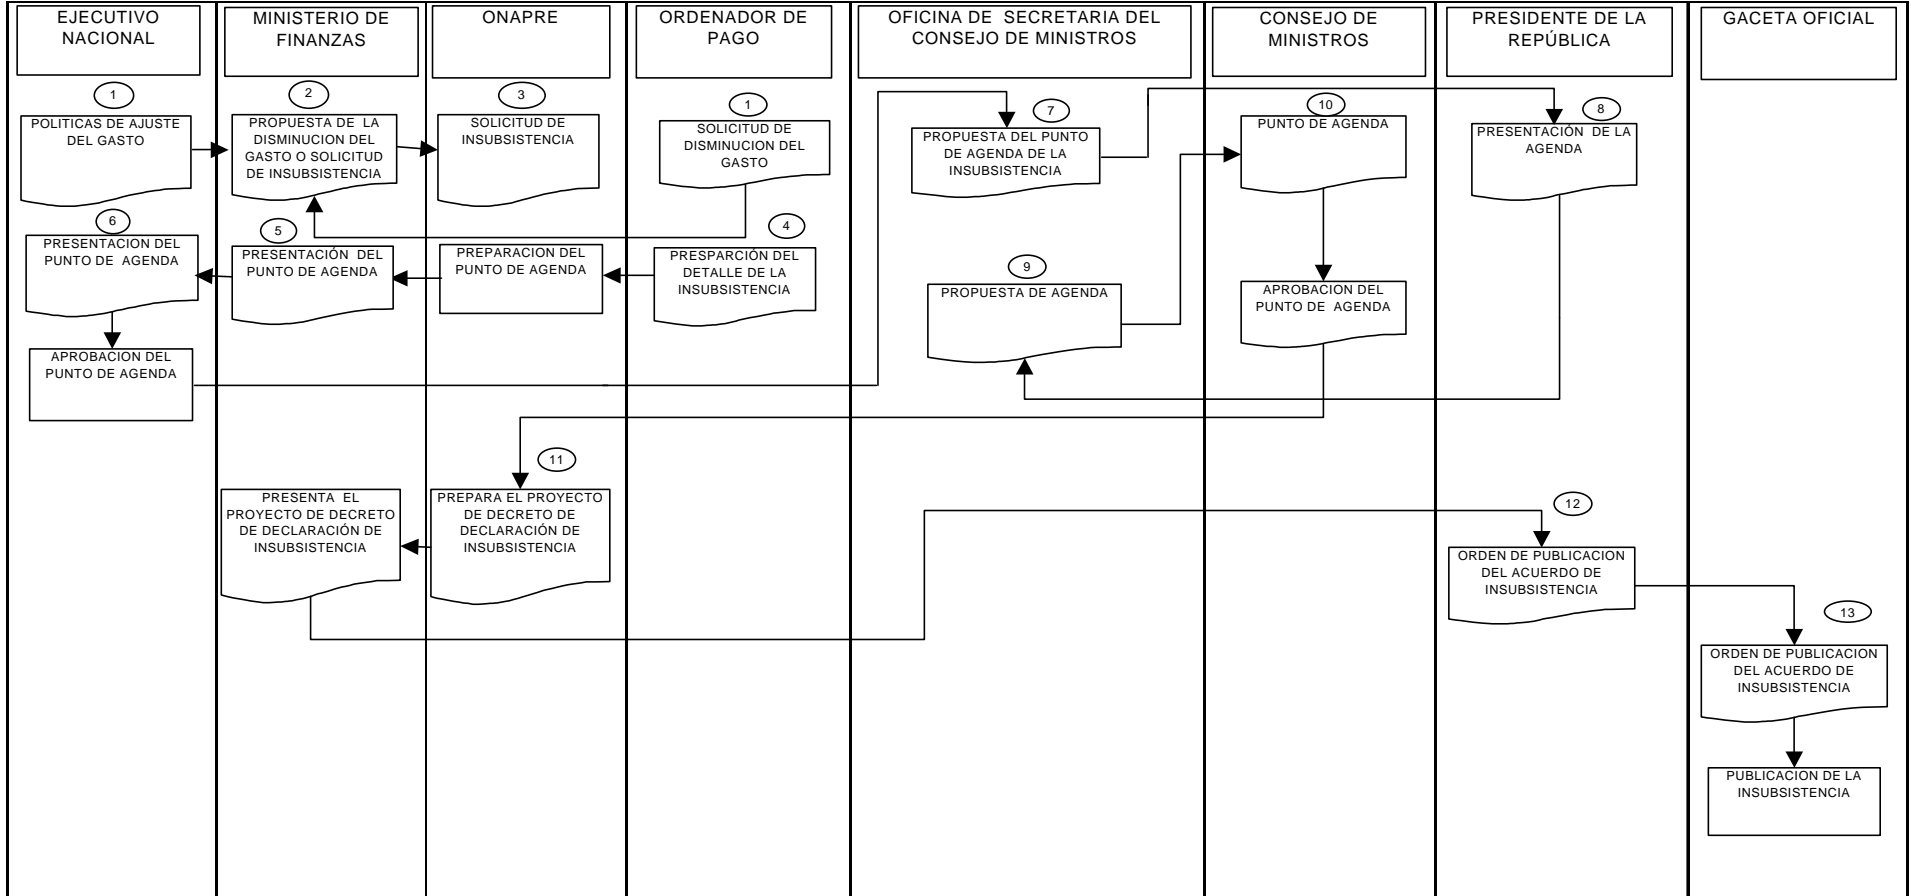 EJECUTIVO
NACIONAL
MINISTERIO DE
FINANZAS
ONAPRE
ORDENADOR DE
PAGO
OFICINA DE SECRETARIA DEL
CONSEJO DE MINISTROS
CONSEJO DE
MINISTROS
PRESIDENTE DE LA
REPÚBLICA
GACETA OFICIAL
1
POLITICAS DE AJUSTE
DEL GASTO
2
PROPUESTA DE LA
DISMINUCION DEL
GASTO O SOLICITUD
DE INSUBSISTENCIA
3
SOLICITUD DE
INSUBSISTENCIA
1
SOLICITUD DE
DISMINUCION DEL
GASTO
7
PROPUESTA DEL PUNTO
DE AGENDA DE LA
INSUBSISTENCIA
10
PUNTO DE AGENDA
8
PRESENTACIÓN DE LA
AGENDA
6
PRESENTACION DEL
PUNTO DE AGENDA
5
PRESENTACIÓN DEL
PUNTO DE AGENDA
PREPARACION DEL
PUNTO DE AGENDA
4
PRESPARCIÓN DEL
DETALLE DE LA
INSUBSISTENCIA
9
PROPUESTA DE AGENDA
APROBACION DEL
PUNTO DE AGENDA
APROBACION DEL
PUNTO DE AGENDA
PRESENTA EL
PROYECTO DE DECRETO
DE DECLARACIÓN DE
INSUBSISTENCIA
11
PREPARA EL PROYECTO
DE DECRETO DE
DECLARACIÓN DE
INSUBSISTENCIA
12
ORDEN DE PUBLICACION
DEL ACUERDO DE
INSUBSISTENCIA
13
ORDEN DE PUBLICACION
DEL ACUERDO DE
INSUBSISTENCIA
PUBLICACION DE LA
INSUBSISTENCIA